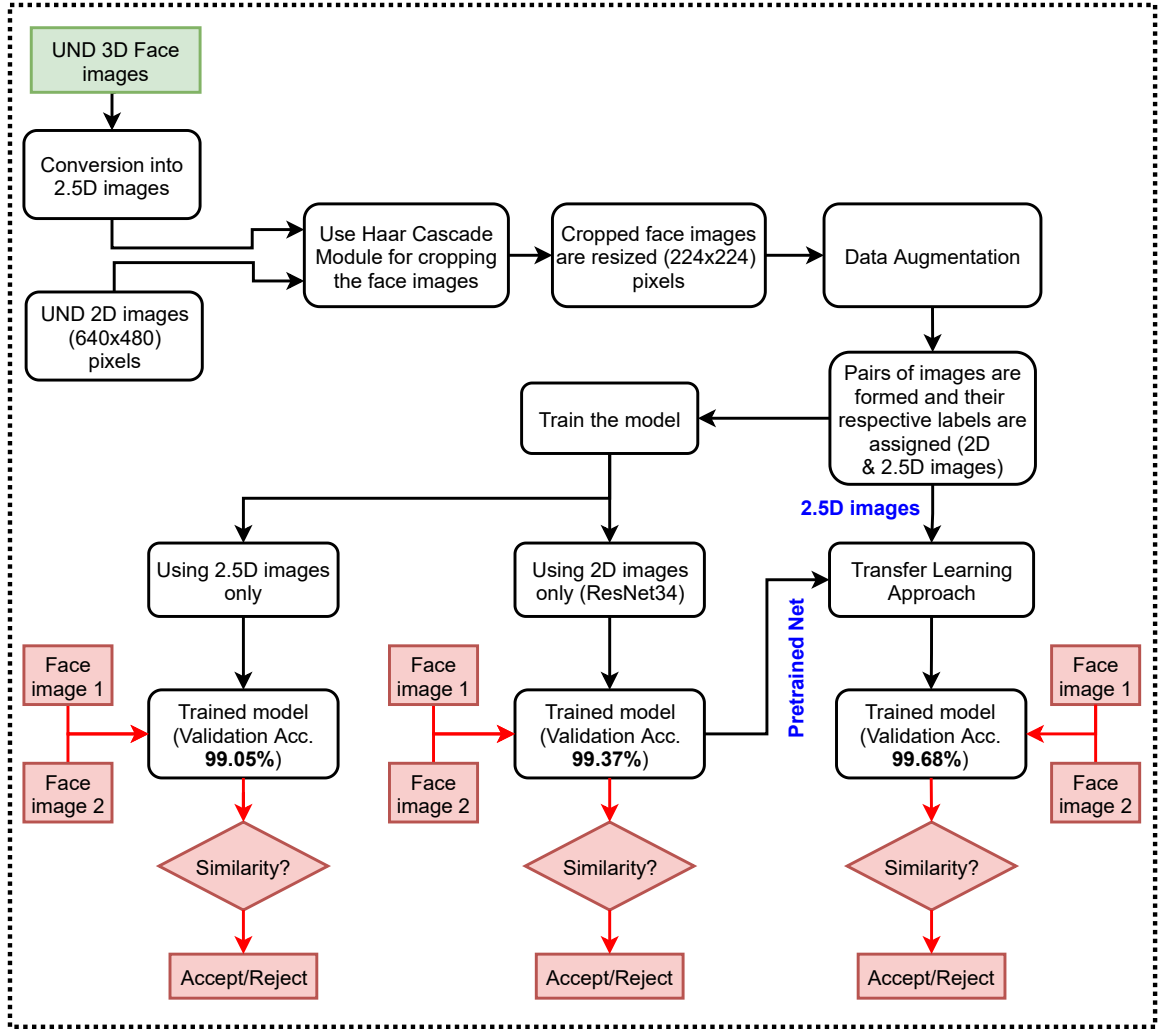 UND 3D Face
images
Conversion into
2.5D images
UND 2D images
(640x480)
pixels
Use Haar Cascade
Module for cropping
the face images
Cropped face images
are resized (224x224)
pixels
Data Augmentation
Pairs of images are
formed and their
respective labels are
assigned (2D
& 2.5D images)
Train the model
2.5D images
Using 2.5D images
only
Using 2D images
only (ResNet34)
Transfer Learning
Approach
Pretrained Net
Face
image 1
Face
image 2
Trained model
(Validation Acc.
99.05%)
Face
image 1
Face
image 2
Trained model
(Validation Acc.
99.37%)
Trained model
(Validation Acc.
99.68%)
Face
image 1
Face
image 2
Similarity?
Similarity?
Similarity?
Accept/Reject
Accept/Reject
Accept/Reject